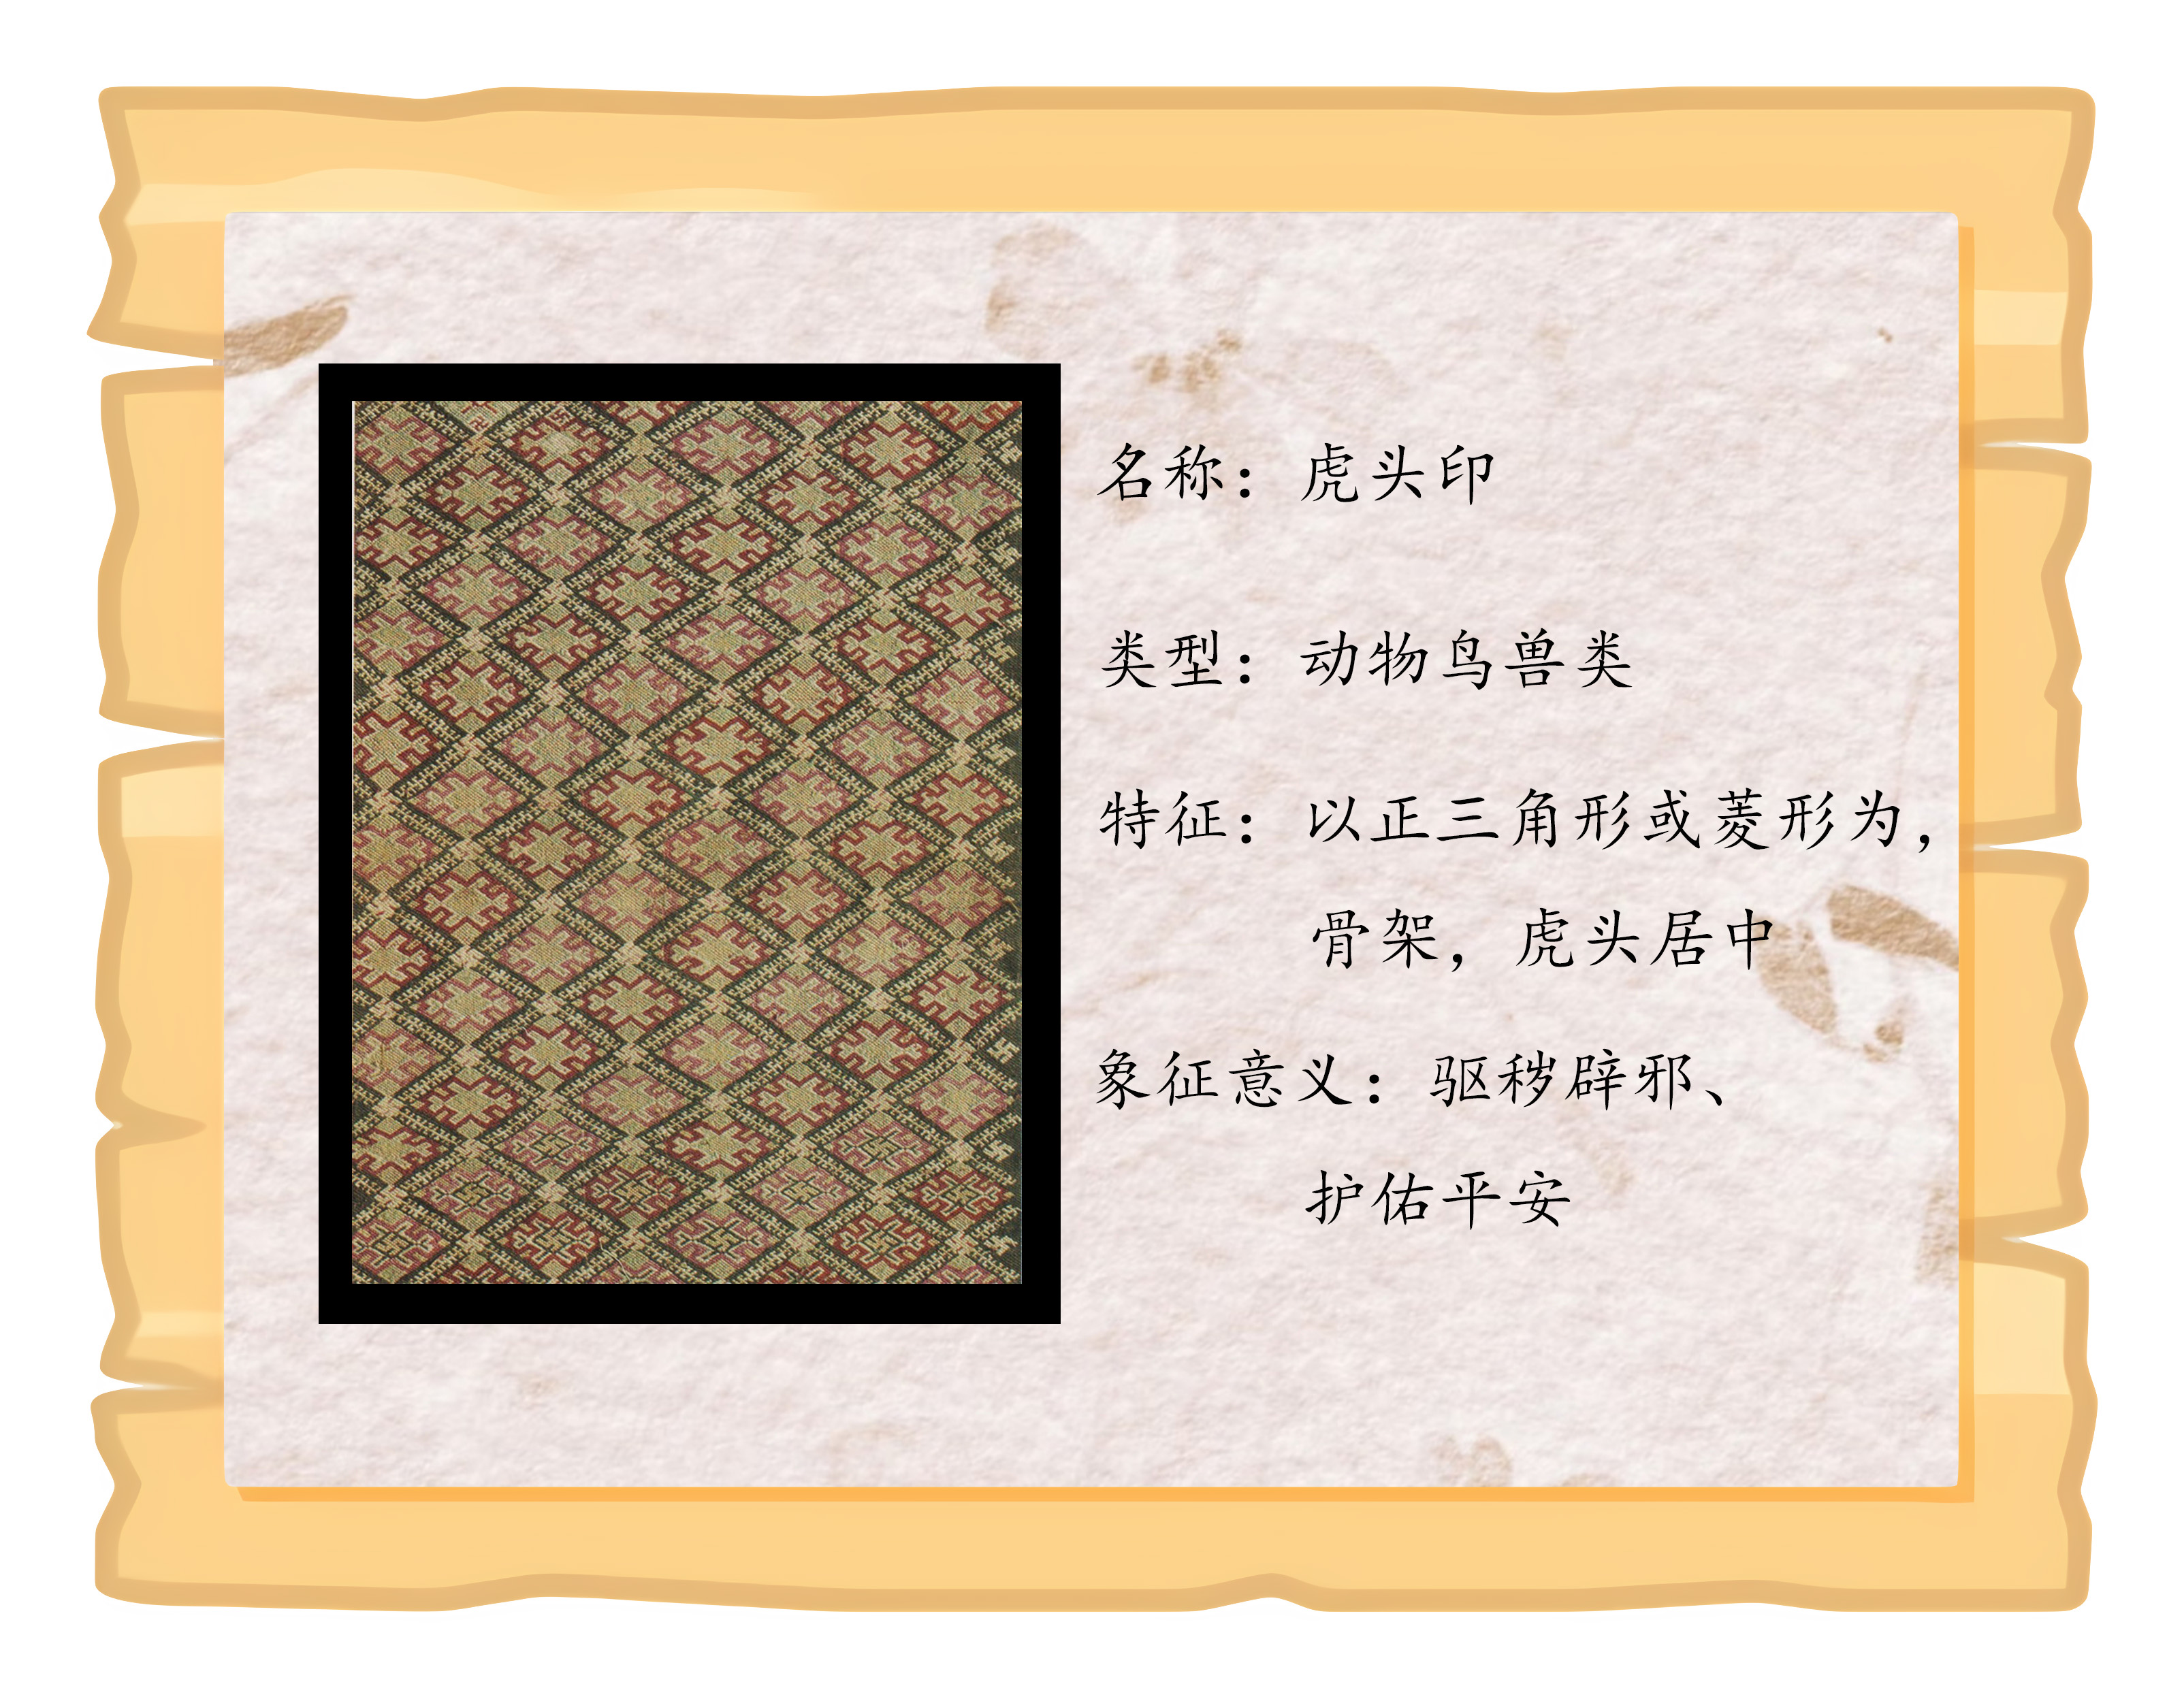 名称：虎头印
类型：动物鸟兽类
特征：以正三角形或菱形为，
骨架，虎头居中
象征意义：驱秽辟邪、
护佑平安